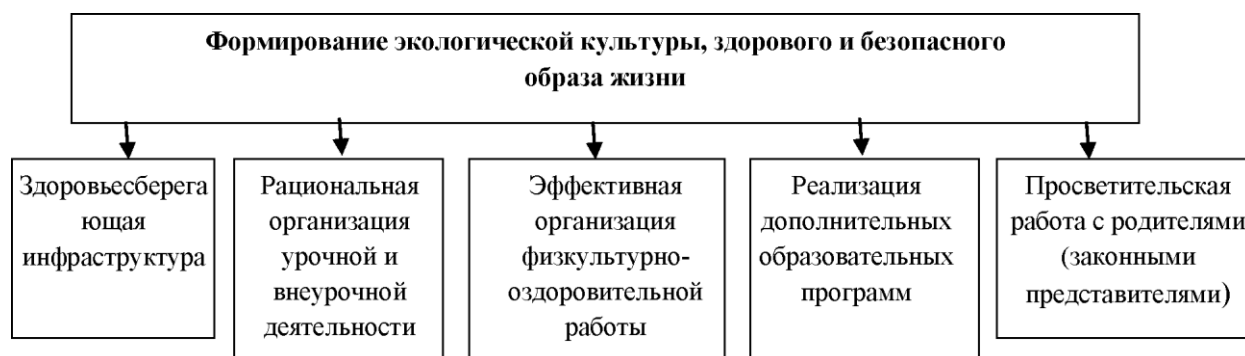 Формирование экологической культуры, здорового и безопасного
образа жизни
Здоровьесберега
ющая
инфраструктура
Рациональная
организация
урочной и
внеурочной
деятельности
Эффективная
организация
физкультурно-
оздоровительной
работы
Реализация
дополнительных
образовательных
программ
Просветительская
работа с родителями
(законными
представителями)